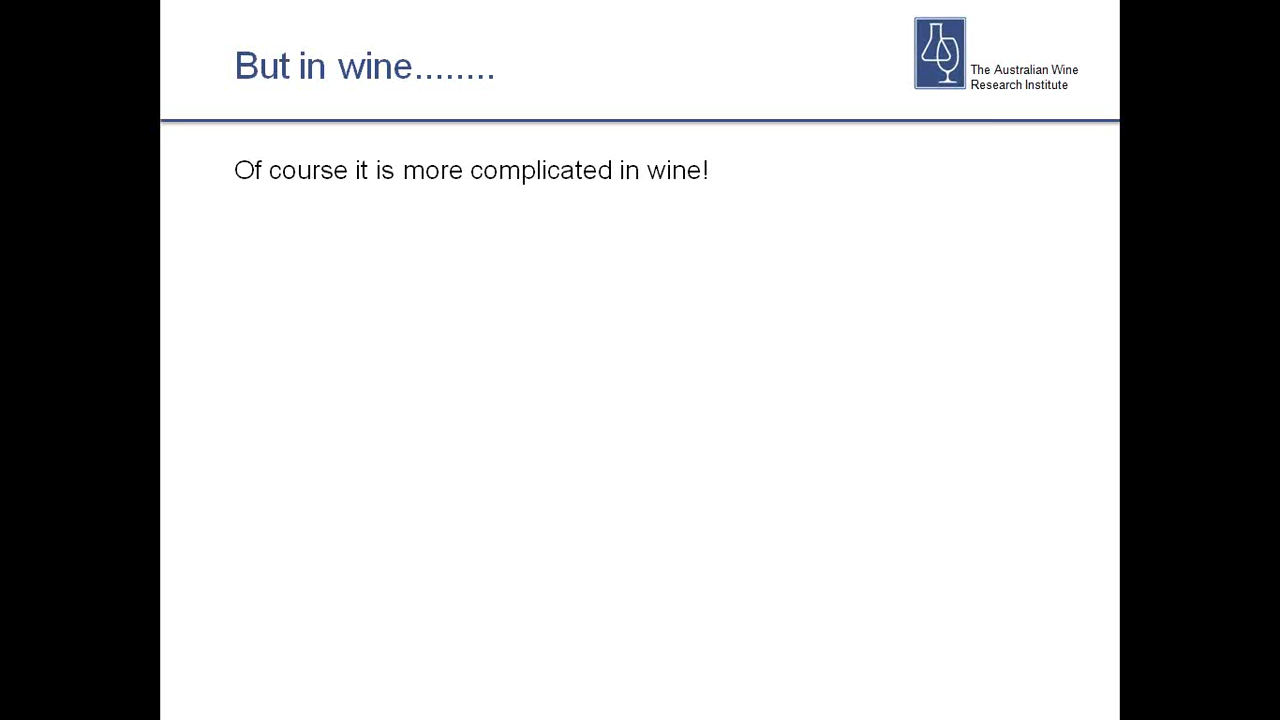 But in wine........
The Australian Wine
Research Institute
Of course it is more complicated in wine!